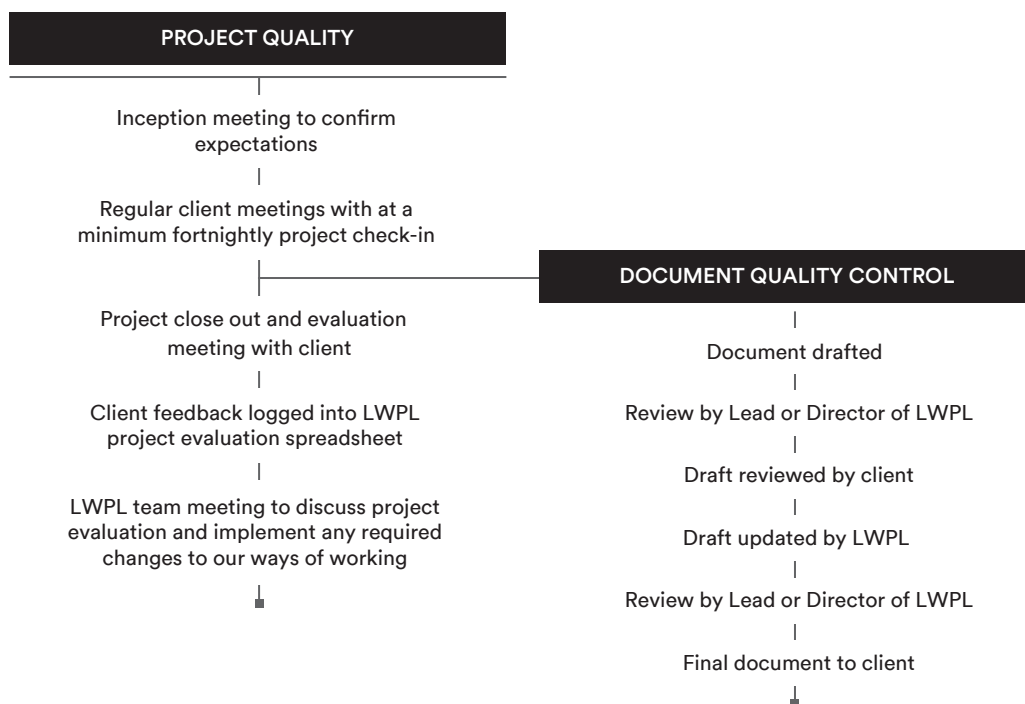 PROJECT QUALITY
Inception meeting to confirm
expectations
Regular client meetings with at a
minimum fortnightly project check-in
Project close out and evaluation
meeting with client
Client feedback logged into LWPL
project evaluation spreadsheet
LWPL team meeting to discuss project
evaluation and implement any required
changes to our ways of working
DOCUMENT QUALITY CONTROL
Document drafted
Review by Lead or Director of LWPL
Draft reviewed by client
Draft updated by LWPL
Review by Lead or Director of LWPL
Final document to client